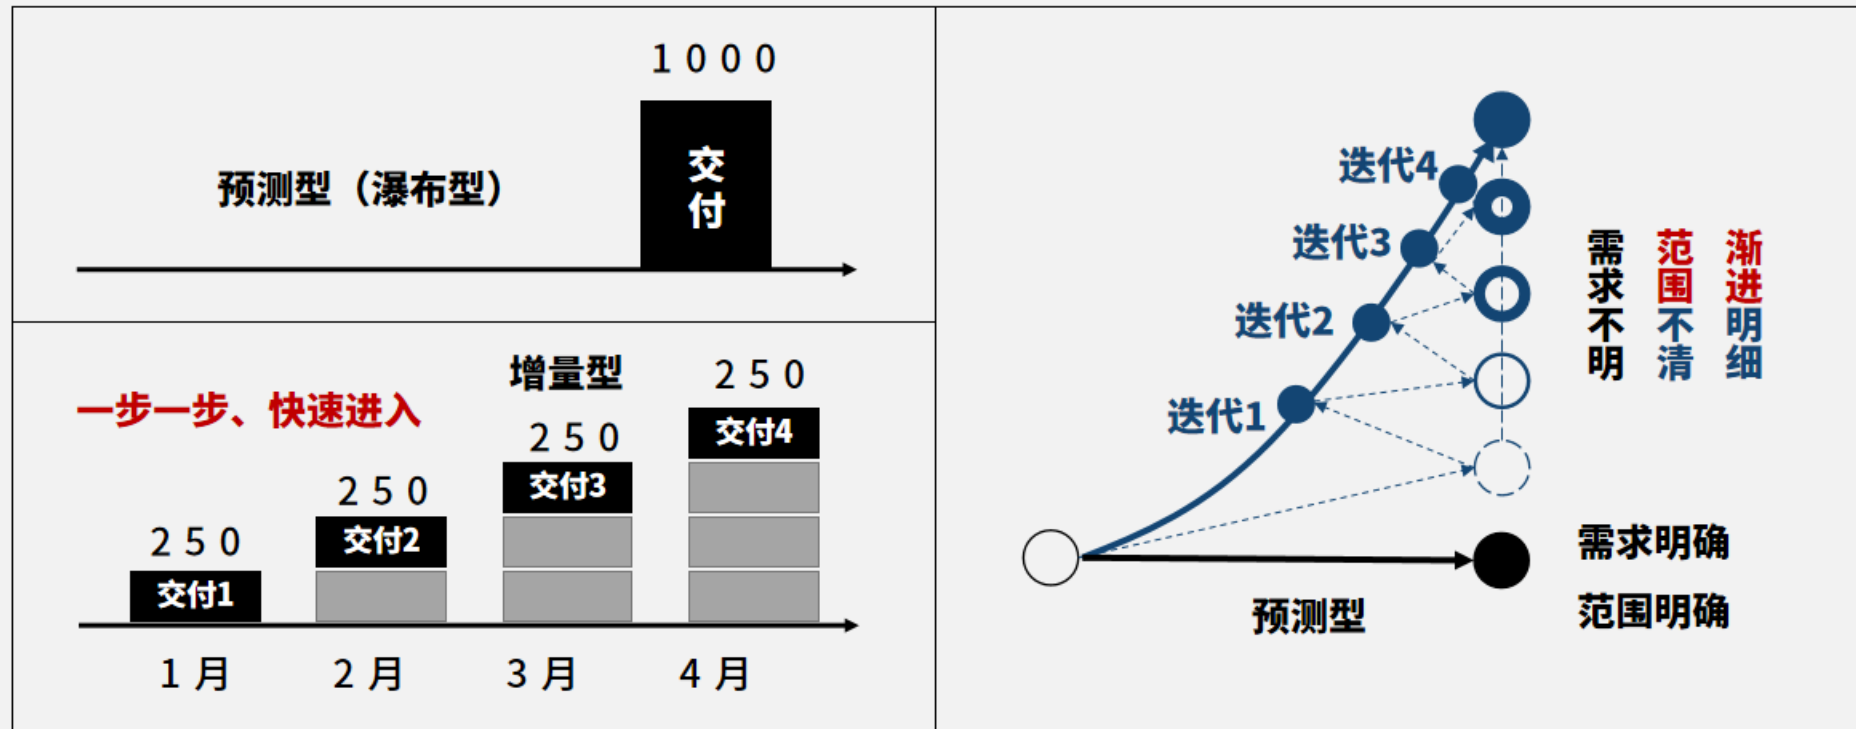 1000
交付
预测型（瀑布型）
增量型
一步一步、快速进入
250
交付1
250
交付2
250
交付3
250
交付4
1月
2月
3月
4月
迭代4
迭代3
迭代2
迭代1
需求不明
范围不清
渐进明细
预测型
需求明确
范围明确